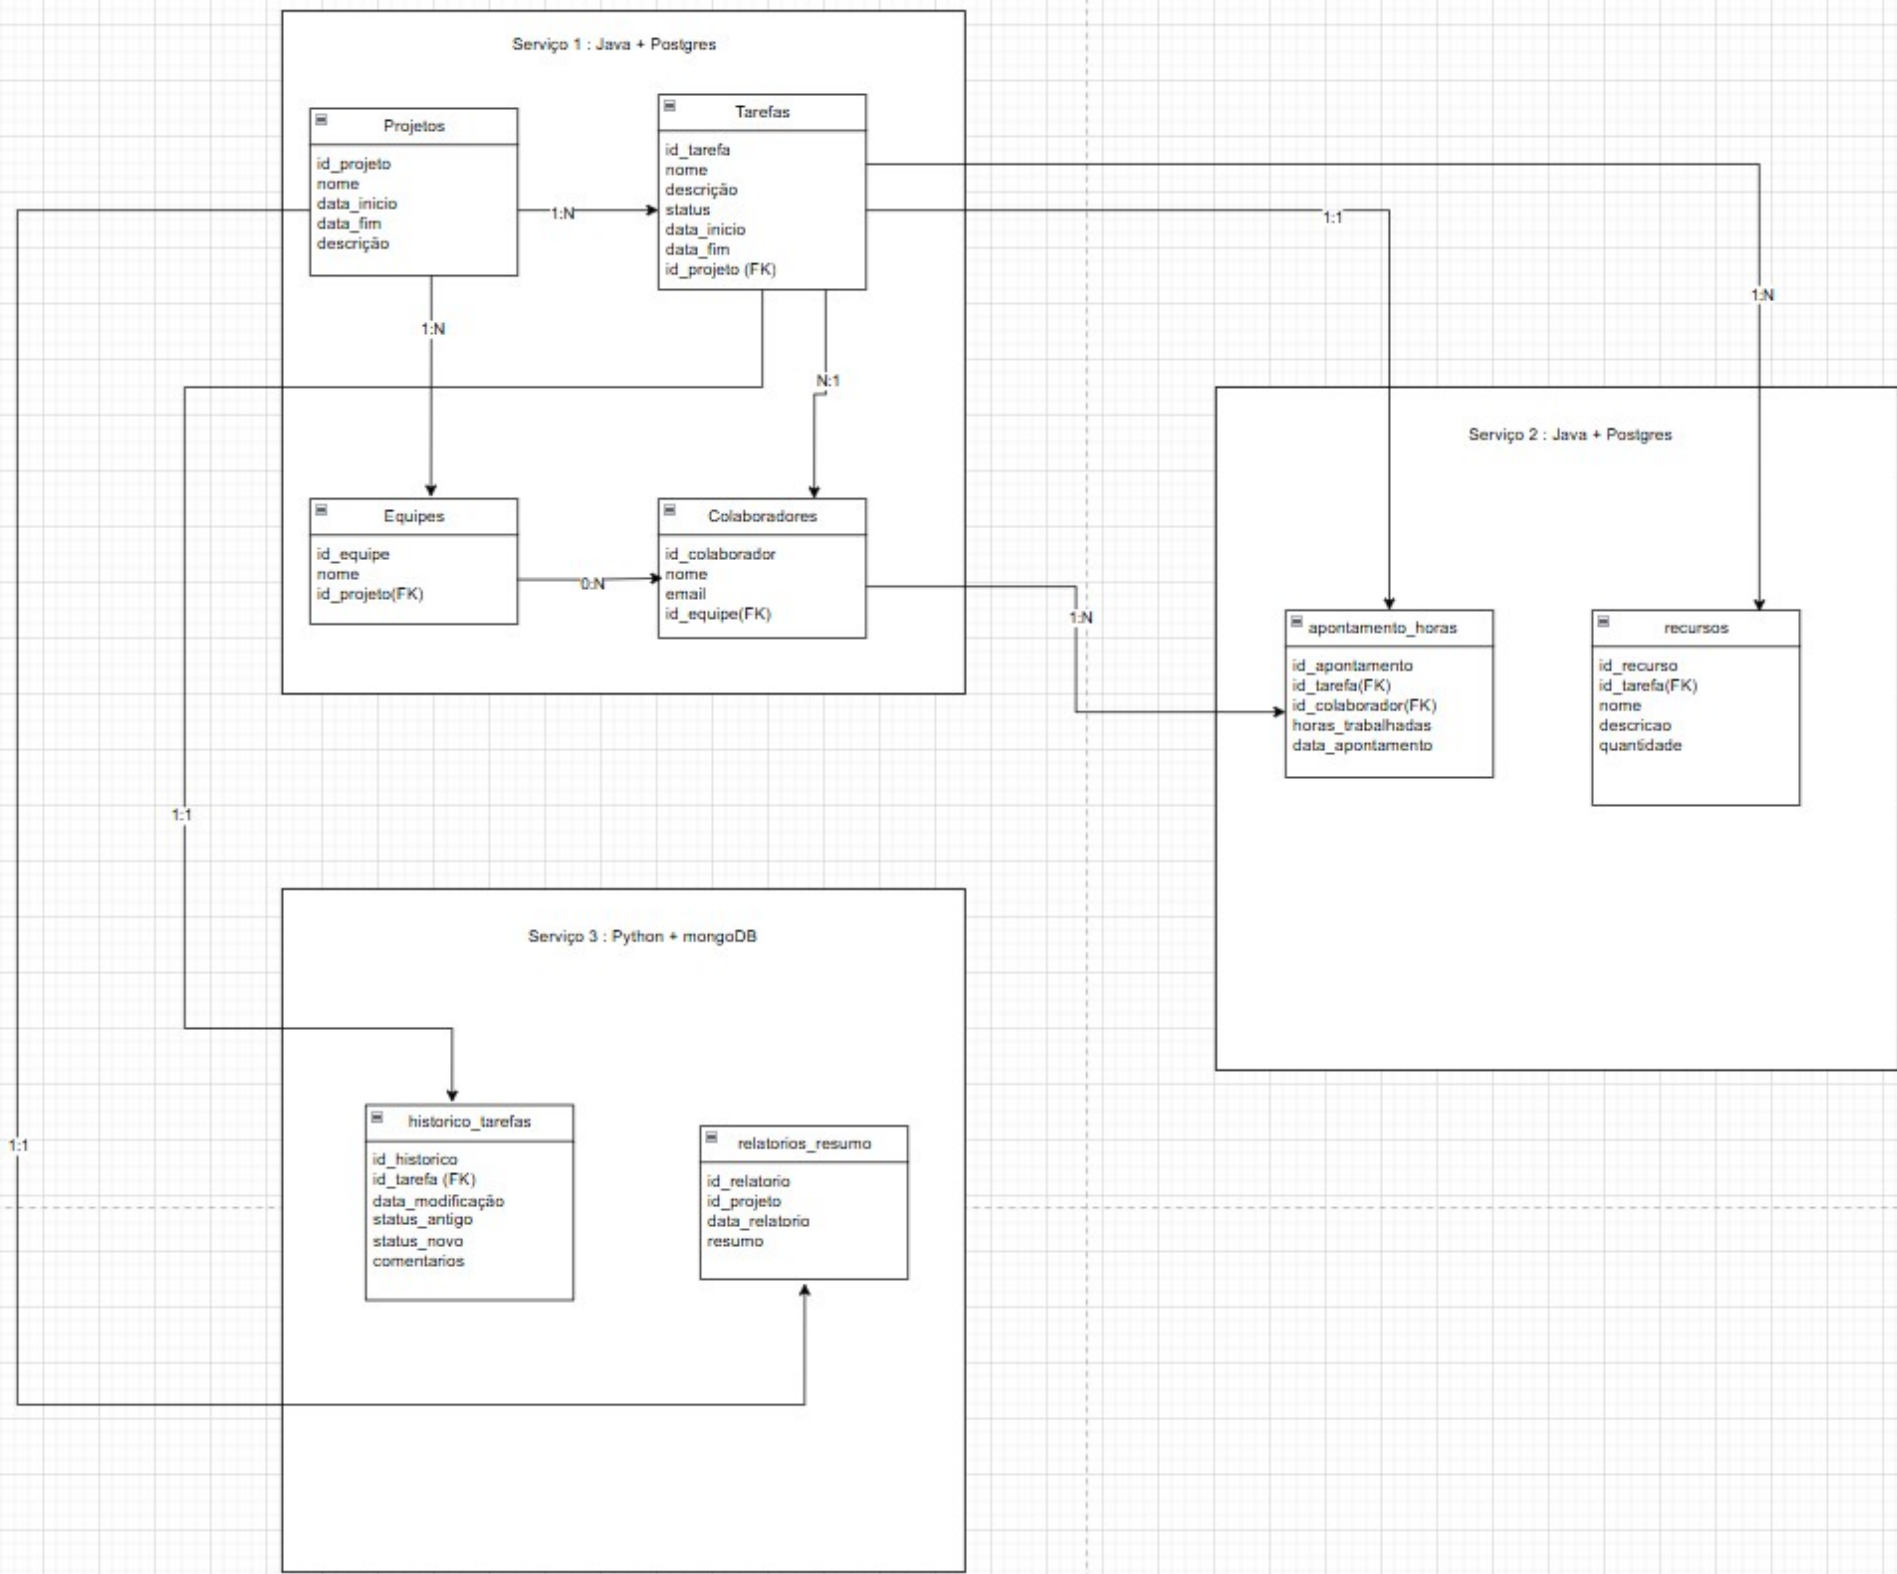 Serviço 1 : Java + Postgres
Projetos
id_projeto
nome
data_inicio
data_fim
descrição
1:N
Tarefas
id_tarefa
nome
descrição
status
data_inicio
data_fim
id_projeto (FK)
1:1
1:N
1:N
N:1
Equipes
id_equipe
nome
id_projeto(FK)
0:N
Colaboradores
id_colaborador
nome
email
id_equipe(FK)
1:N
Serviço 2 : Java + Postgres
apontamento_horas
id_apontamento
id_tarefa(FK)
id_colaborador(FK)
horas_trabalhadas
data_apontamento
recursos
id_recurso
id_tarefa(FK)
nome
descricao
quantidade
1:1
1:1
Serviço 3 : Python + mongoDB
historico_tarefas
id_historico
id_tarefa (FK)
data_modificação
status_antigo
status_novo
comentarios
relatorios_resumo
id_relatorio
id_projeto
data_relatorio
resumo